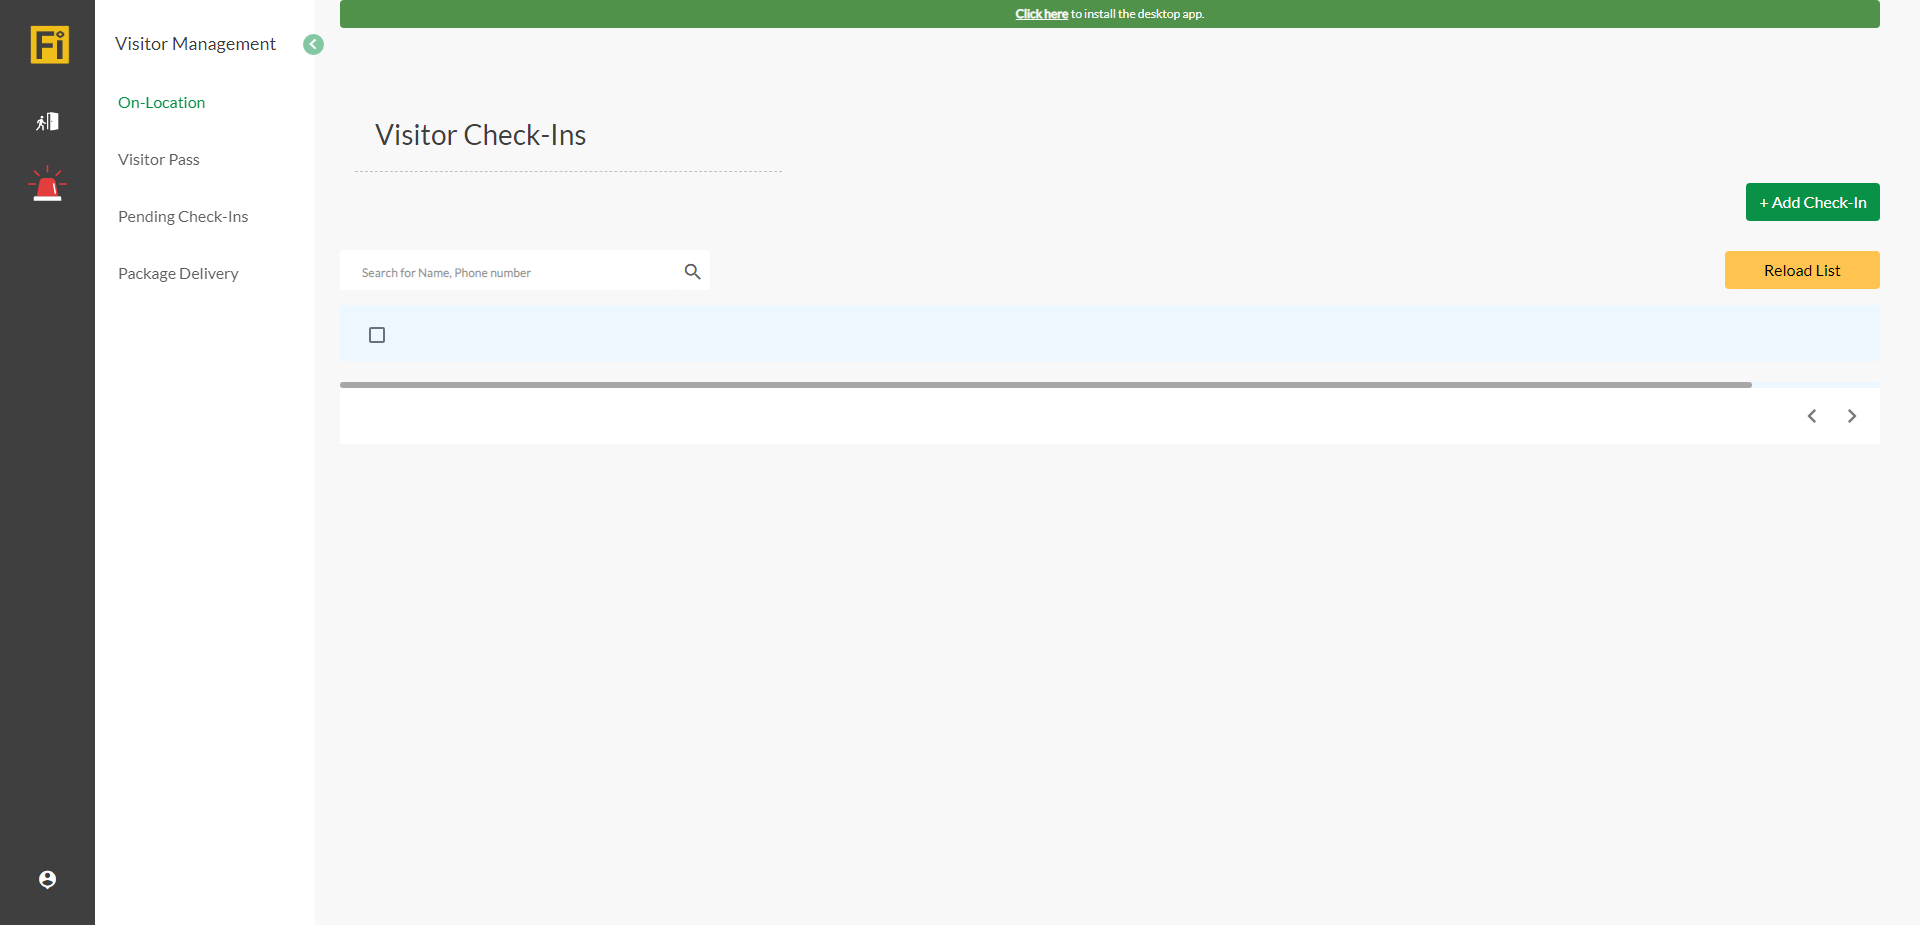 Fi
Click here to install the desktop app.
Visitor Management
On-Location
Visitor Pass
Pending Check-Ins
Package Delivery
Visitor Check-Ins
+ Add Check-In
Search for Name, Phone number
Reload List